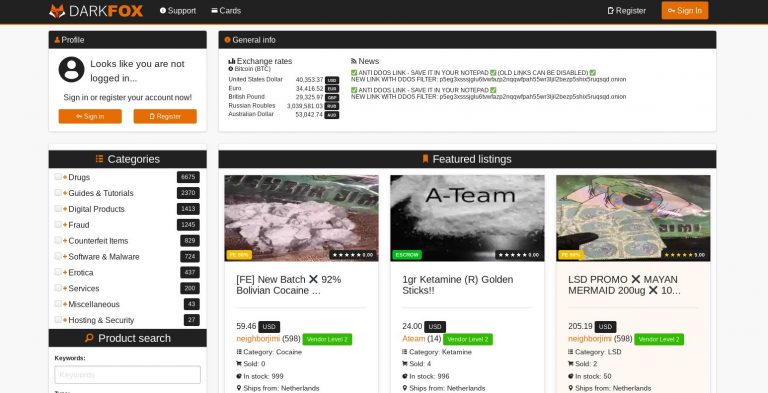 DARKFOX
Support
Cards
Register
Sign In
Profile
Looks like you are not
logged in...
Sign in or register your account now!
Sign in
Register
General info
Exchange rates
Bitcoin (BTC)
United States Dollar 40,353.37 USD
Euro 34,416.52 EUR
British Pound 29,325.97 GBP
Russian Roubles 3,039,581.03 RUB
Australian Dollar 53,042.74 AUD
News
ANTI DDOS LINK - SAVE IT IN YOUR NOTEPAD (OLD LINKS CAN BE DISABLED)
NEW LINK WITH DDOS FILTER:
ANTI DDOS LINK - SAVE IT IN YOUR NOTEPAD
NEW LINK WITH DDOS FILTER:
Categories
Drugs 6675
Guides & Tutorials 2370
Digital Products 1413
Fraud 1245
Counterfeit Items 829
Software & Malware 724
Erotica 437
Services 200
Miscellaneous 43
Hosting & Security 27
Product search
Keywords:
Keywords
Featured listings
FE 50%
0.00
[FE] New Batch ❌ 92%
Bolivian Cocaine ...
59.46 USD
neighborjimi (598) Vendor Level 2
Category: Cocaine
Sold: 0
In stock: 999
Ships from: Netherlands
A-Team
ESCROW
0.00
1gr Ketamine (R) Golden
Sticks!!
24.00 USD
Ateam (14) Vendor Level 2
Category: Ketamine
Sold: 4
In stock: 996
Ships from: Netherlands
FE 50%
5.00
LSD PROMO ❌ MAYAN
MERMAID 200ug ❌ 10...
205.19 USD
neighborjimi (598) Vendor Level 2
Category: LSD
Sold: 2
In stock: 50
Ships from: Netherlands